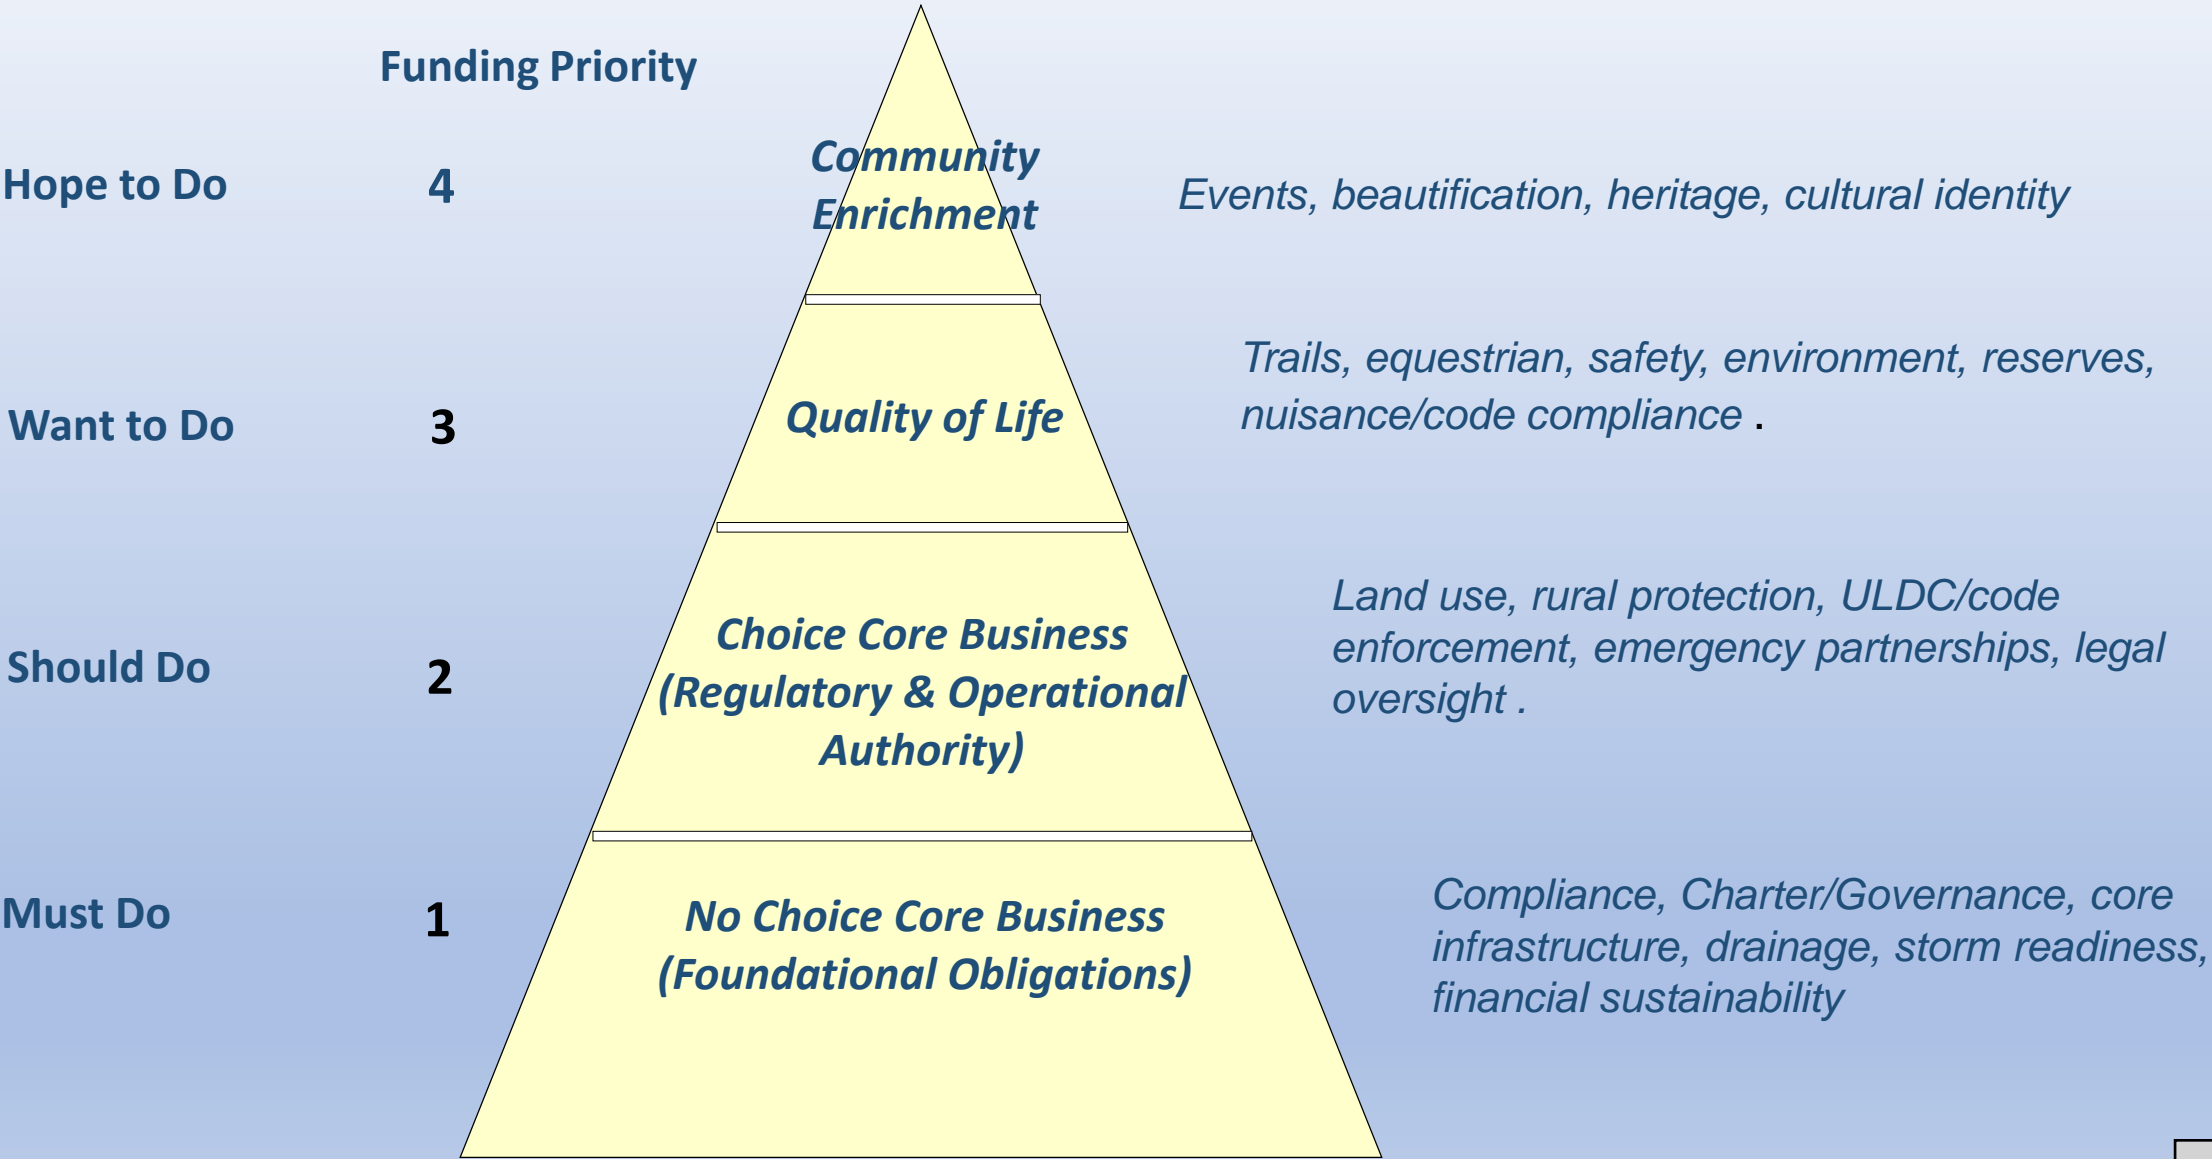 Funding Priority
Hope to Do
4
Community
Enrichment
Events, beautification, heritage, cultural identity
Want to Do
3
Quality of Life
Trails, equestrian, safety, environment, reserves,
nuisance/code compliance .
Should Do
2
Choice Core Business
(Regulatory & Operational
Authority)
Land use, rural protection, ULDC/code
enforcement, emergency partnerships, legal
oversight .
Must Do
1
No Choice Core Business
(Foundational Obligations)
Compliance, Charter/Governance, core
infrastructure, drainage, storm readiness,
financial sustainability